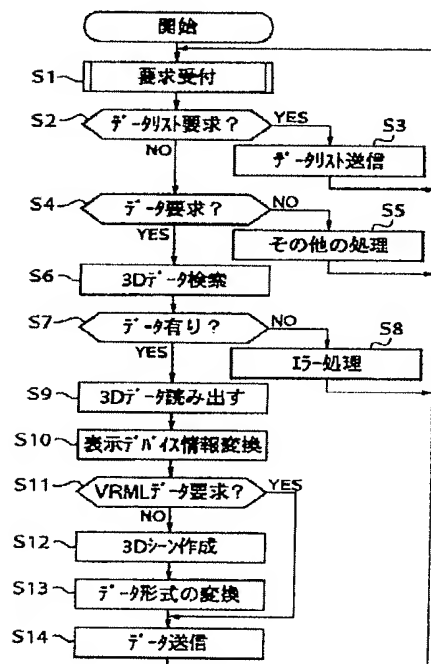 開始
S1 要求受付
S2 データリスト要求? YES S3
NO データリスト送信
S4 データ要求? NO S5
YES その他の処理
S6 3Dデータ検索
S7 データ有り? NO S8
YES エラー処理
S9 3Dデータ読み出す
S10 表示デバイス情報変換
S11 VRMLデータ要求? YES
NO
S12 3Dシーン作成
S13 データ形式の変換
S14 データ送信